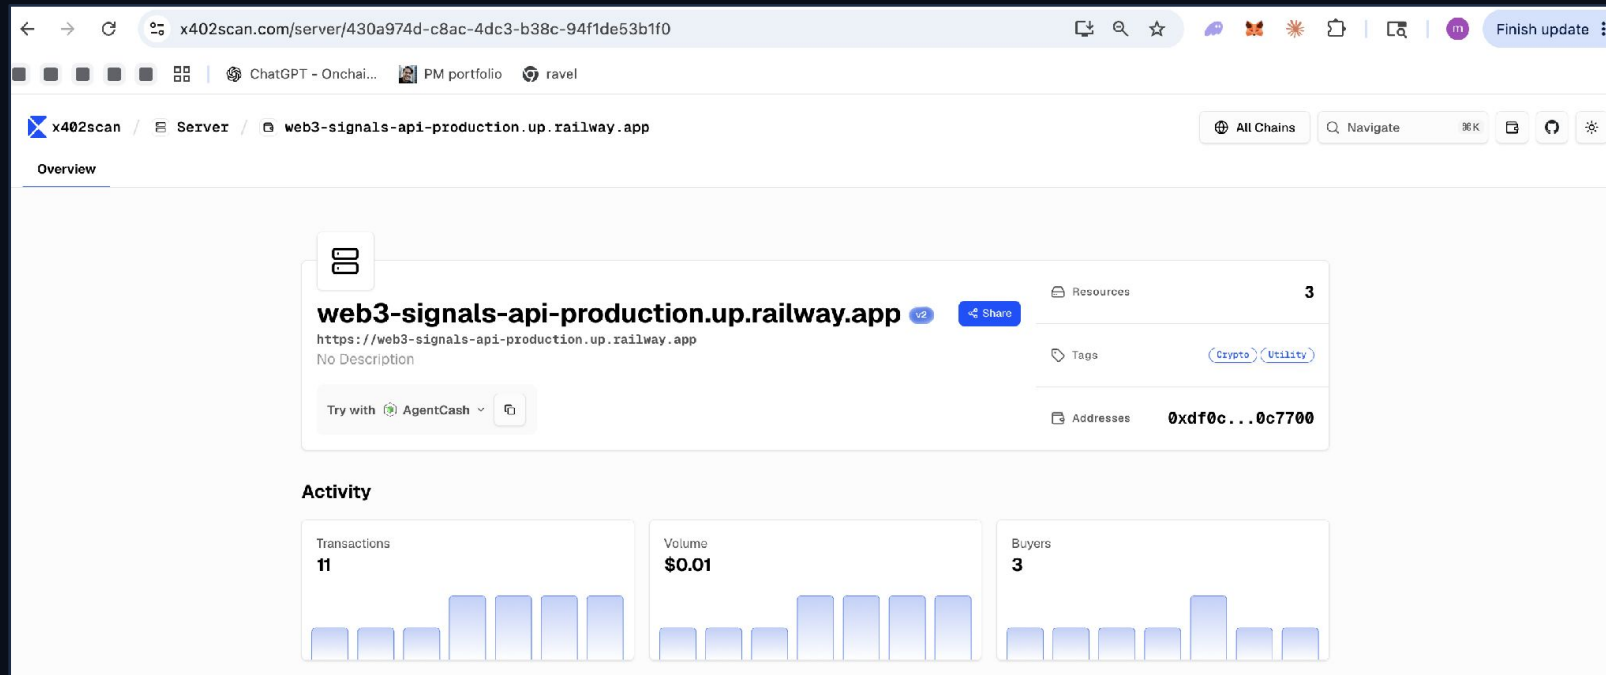 x402scan.com/server/430a974d-c8ac-4dc3-b38c-94f1de53b1f0
m
Finish update
ChatGPT - Onchai...
PM portfolio
ravel
x402scan / Server / web3-signals-api-production.up.railway.app
All Chains
Navigate
⌘K
Overview
web3-signals-api-production.up.railway.app
v2
Share
https://web3-signals-api-production.up.railway.app
No Description
Try with AgentCash
Resources
3
Tags
Crypto
Utility
Addresses
0xdf0c...0c7700
Activity
Transactions
11
Volume
$0.01
Buyers
3